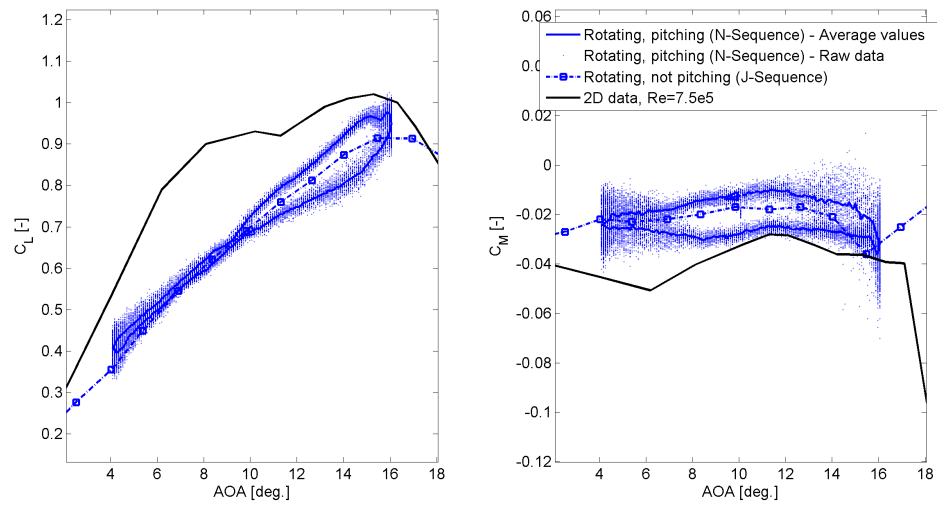 1.2
1.1
1
0.9
0.8
0.7
0.6
0.5
0.4
0.3
0.2
C_L [-]
4 6 8 10 12 14 16 18
AOA [deg.]
0.06
0.0
0.02
0
-0.02
-0.04
-0.06
-0.08
-0.1
-0.12
C_M [-]
4 6 8 10 12 14 16 18
AOA [deg.]
Rotating, pitching (N-Sequence) - Average values
Rotating, pitching (N-Sequence) - Raw data
Rotating, not pitching (J-Sequence)
2D data, Re=7.5e5